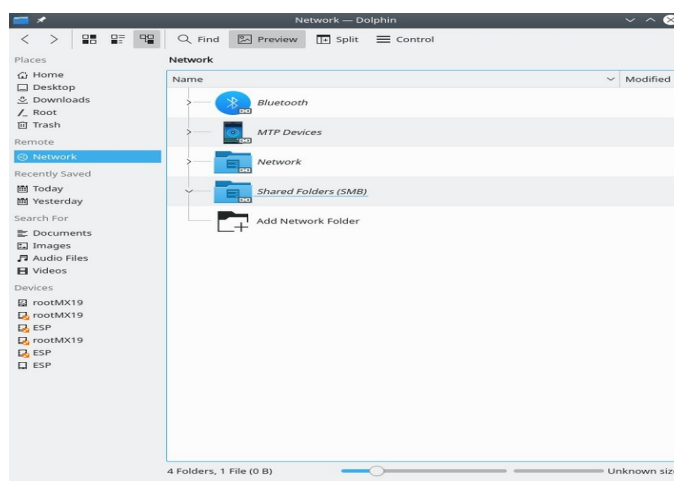 Network — Dolphin
Find Preview Split Control
Places
Home
Desktop
Downloads
Root
Trash
Remote
Network
Recently Saved
Today
Yesterday
Search For
Documents
Images
Audio Files
Videos
Devices
rootMX19
rootMX19
ESP
rootMX19
ESP
ESP
Network
Name Modified
Bluetooth
MTP Devices
Network
Shared Folders (SMB)
Add Network Folder
4 Folders, 1 File (0 B) Unknown siz